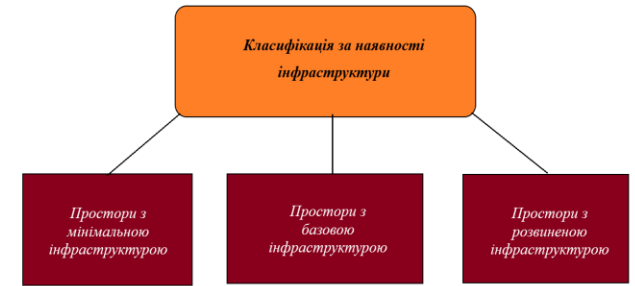 Класифікація за наявності
інфраструктури
Простори з
мінімальною
інфраструктурою
Простори з
базовою
інфраструктурою
Простори з
розвиненою
інфраструктурою